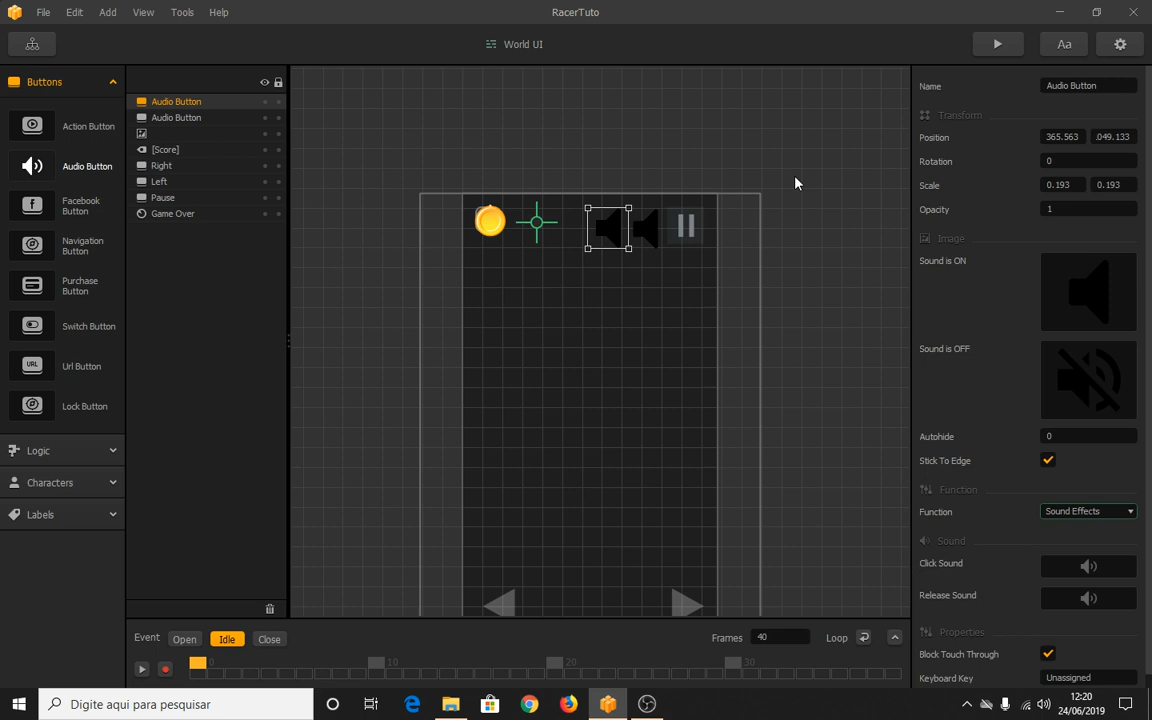 File Edit Add View Tools Help RacerTuto
World UI Aa
Buttons
Action Button
Audio Button
Facebook
Button
Navigation
Button
Purchase
Button
Switch Button
URL Url Button
Lock Button
Logic
Characters
Labels
Audio Button
Audio Button
[Score]
Right
Left
Pause
Game Over
Name Audio Button
Transform
Position 365.563 .049.133
Rotation 0
Scale 0.193 0.193
Opacity 1
Image
Sound is ON
Sound is OFF
Autohide 0
Stick To Edge
Function
Function Sound Effects
Sound
Click Sound
Release Sound
Properties
Block Touch Through
Keyboard Key Unassigned
Event Open Idle Close Frames 40 Loop
0 10 20 30
Digite aqui para pesquisar
12:20
24/06/2019